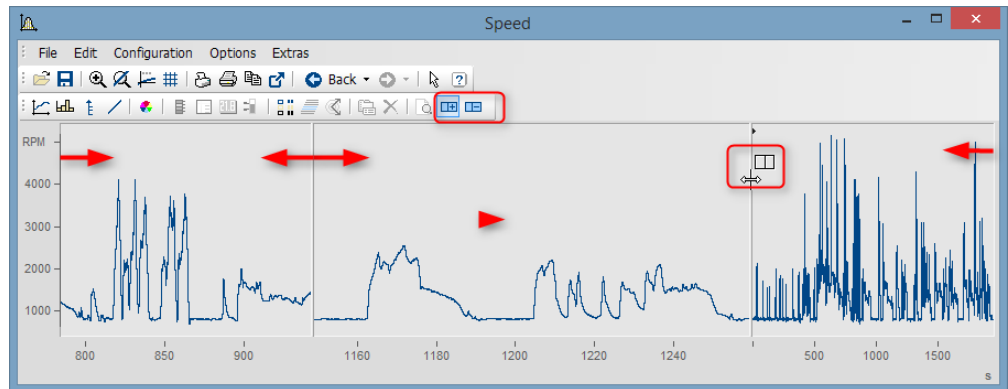 Speed
File Edit Configuration Options Extras
Back
RPM
4000
3000
2000
1000
800 850 900 1160 1180 1200 1220 1240 500 1000 1500
s